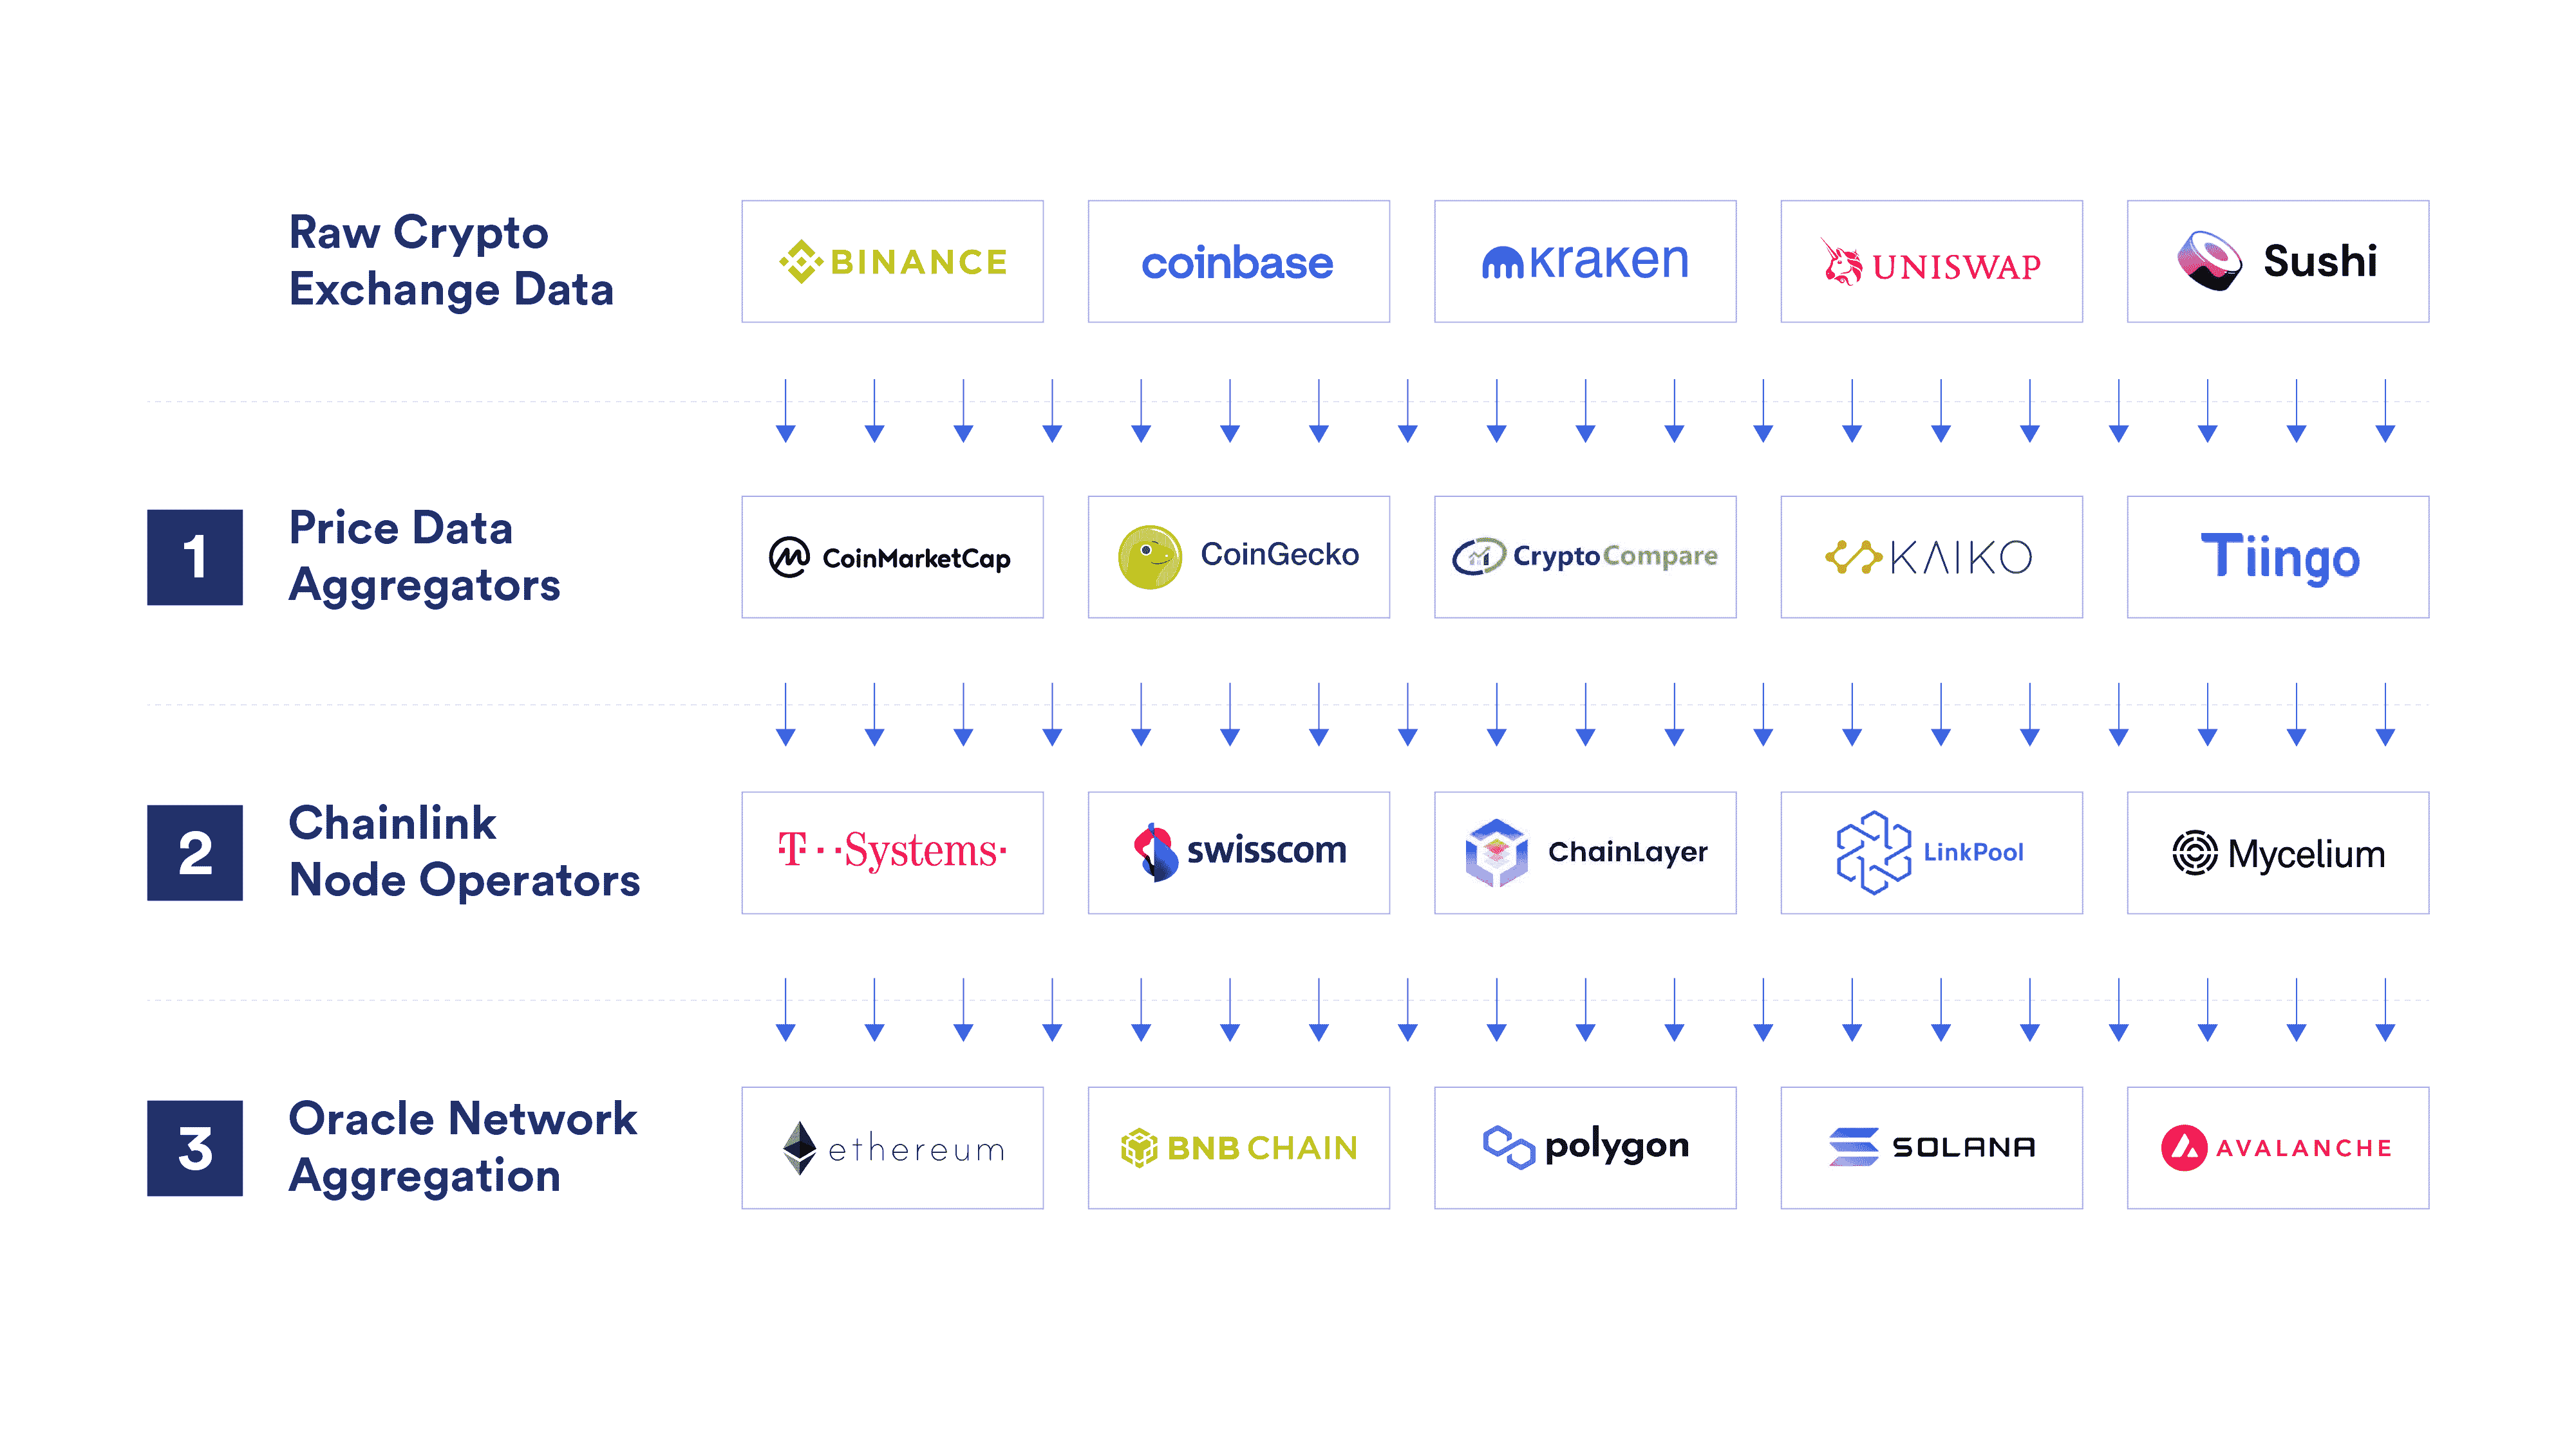 Raw Crypto
Exchange Data
BINANCE
coinbase
kraken
UNISWAP
Sushi
1
Price Data
Aggregators
CoinMarketCap
CoinGecko
CryptoCompare
KAIKO
Tiingo
2
Chainlink
Node Operators
T··Systems·
swisscom
ChainLayer
LinkPool
Mycelium
3
Oracle Network
Aggregation
ethereum
BNB CHAIN
polygon
SOLANA
AVALANCHE